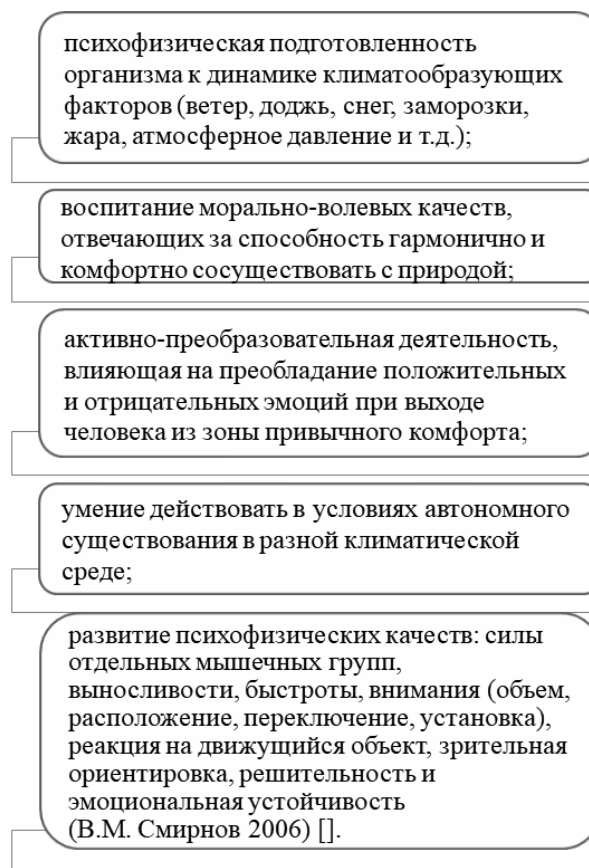 психофизическая подготовленность
организма к динамике климатообразующих
факторов (ветер, доджь, снег, заморозки,
жара, атмосферное давление и т.д.);
воспитание морально-волевых качеств,
отвечающих за способность гармонично и
комфортно сосуществовать с природой;
активно-преобразовательная деятельность,
влияющая на преобладание положительных
и отрицательных эмоций при выходе
человека из зоны привычного комфорта;
умение действовать в условиях автономного
существования в разной климатической
среде;
развитие психофизических качеств: силы
отдельных мышечных групп,
выносливости, быстроты, внимания (объем,
расположение, переключение, установка),
реакция на движущийся объект, зрительная
ориентировка, решительность и
эмоциональная устойчивость
(В.М. Смирнов 2006) [].